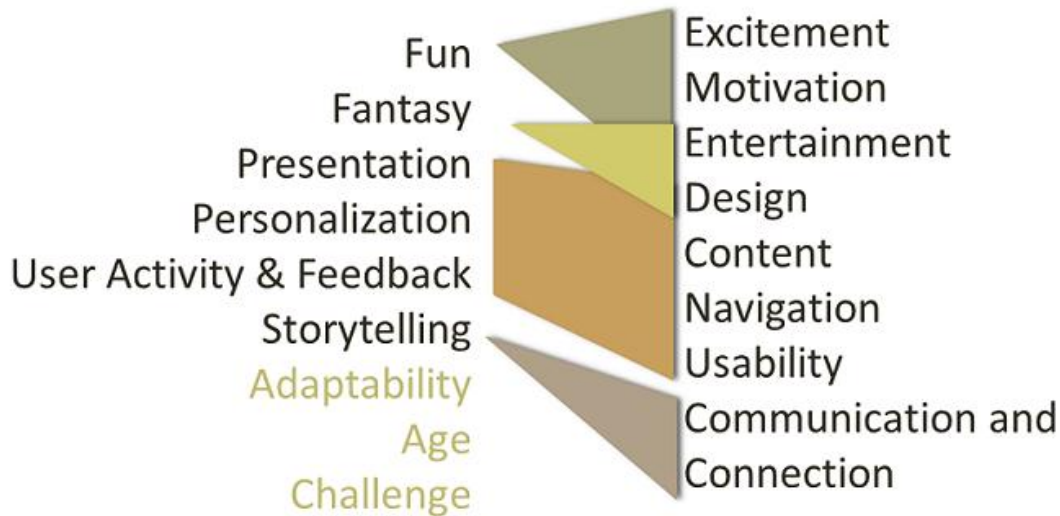 Fun
Fantasy
Presentation
Personalization
User Activity & Feedback
Storytelling
Adaptability
Age
Challenge
Excitement
Motivation
Entertainment
Design
Content
Navigation
Usability
Communication and
Connection